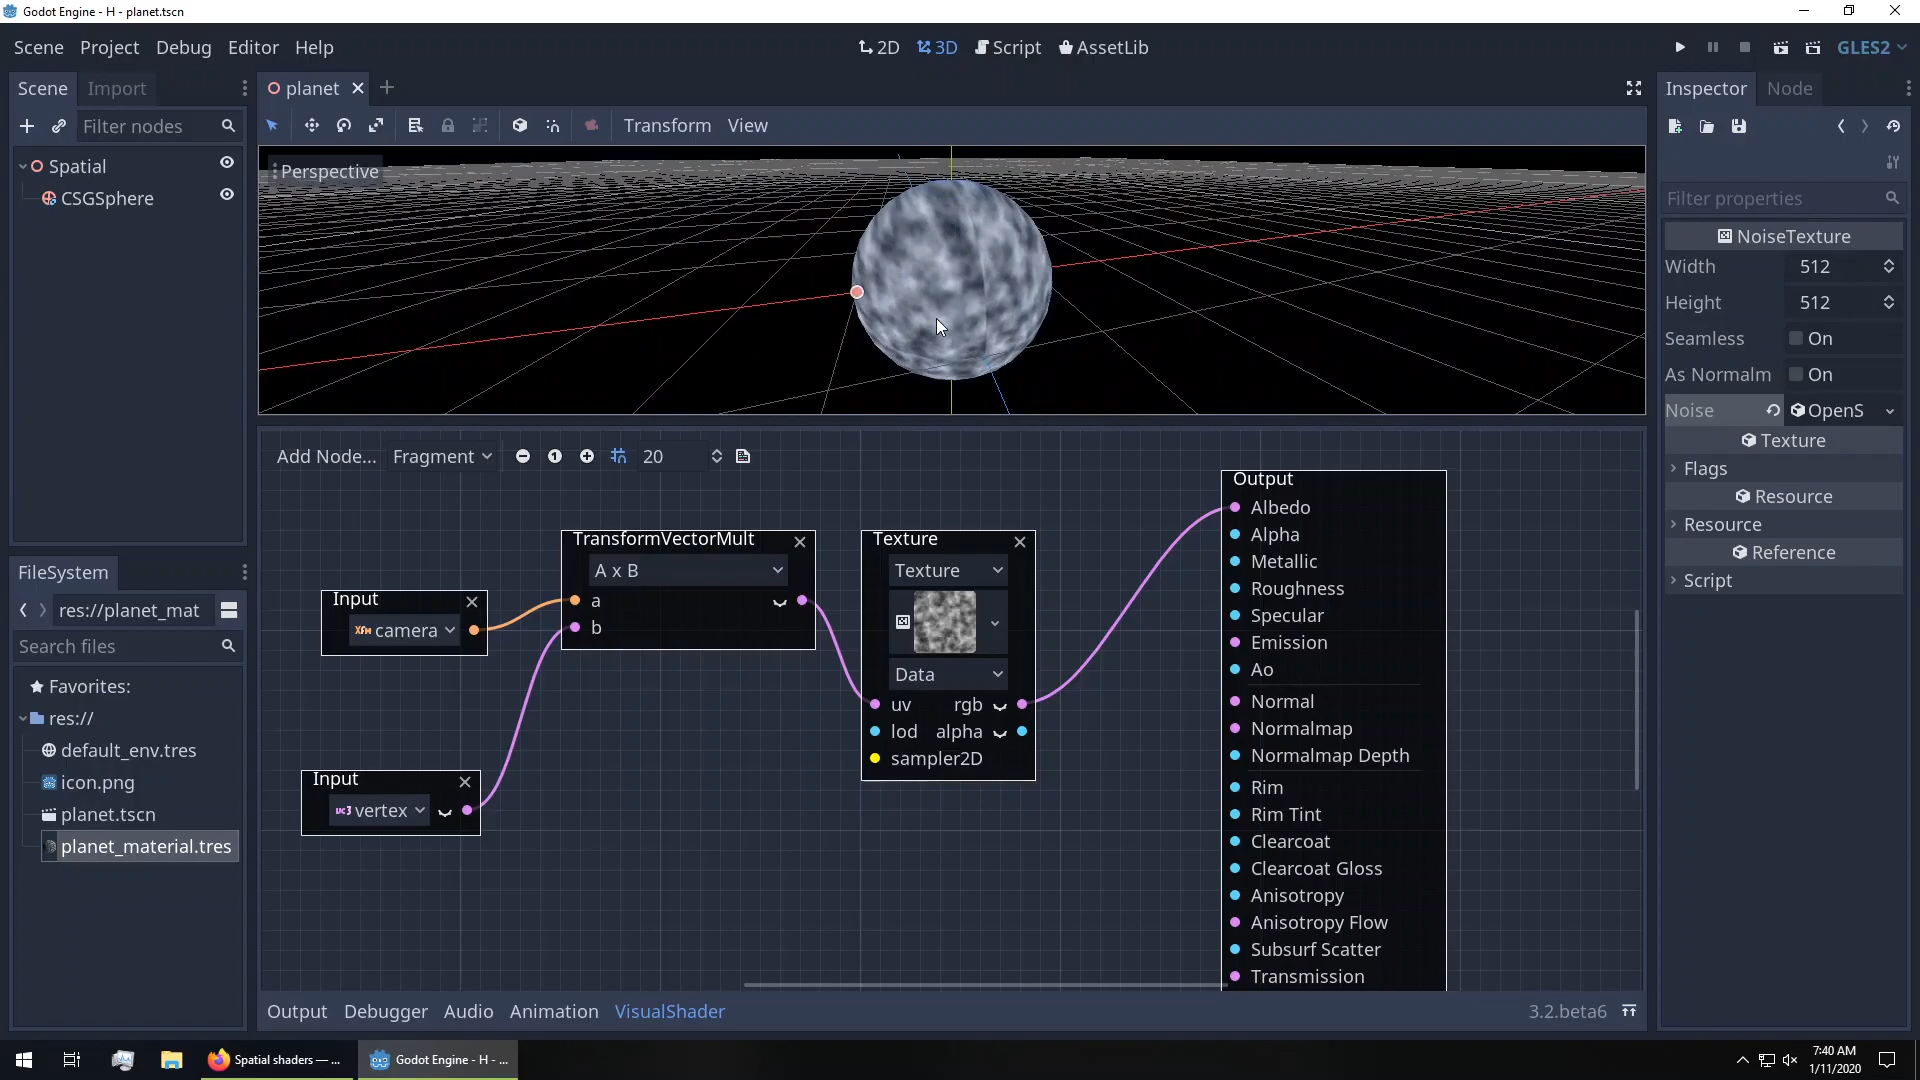 Godot Engine - H - planet.tscn
Scene Project Debug Editor Help
2D 3D Script AssetLib
GLES2
Scene Import
planet
Inspector Node
Filter nodes
Transform View
Spatial
CSGSphere
Perspective
Filter properties
NoiseTexture
Width 512
Height 512
Seamless On
As Normalm On
Noise OpenS
Texture
Flags
Resource
Resource
Reference
Script
FileSystem
res://planet_mat
Search files
Favorites:
res://
default_env.tres
icon.png
planet.tscn
planet_material.tres
Add Node... Fragment 20
Input
camera
Input
vertex
TransformVectorMult
A x B
a
b
Texture
Texture
Data
uv rgb
lod alpha
sampler2D
Output
Albedo
Alpha
Metallic
Roughness
Specular
Emission
Ao
Normal
Normalmap
Normalmap Depth
Rim
Rim Tint
Clearcoat
Clearcoat Gloss
Anisotropy
Anisotropy Flow
Subsurf Scatter
Transmission
Output Debugger Audio Animation VisualShader
3.2.beta6
Spatial shaders — ...
Godot Engine - H - ...
7:40 AM
1/11/2020